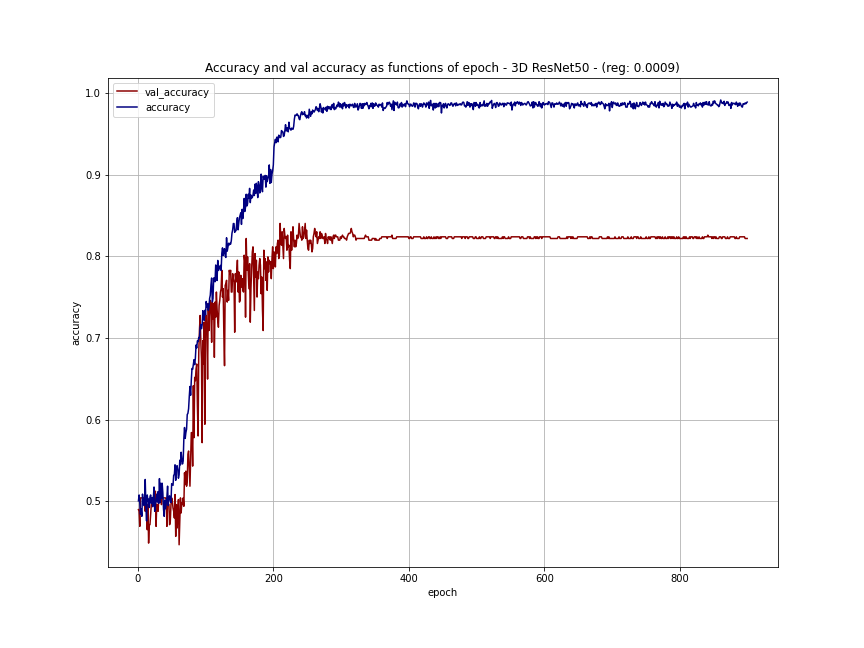 Accuracy and val accuracy as functions of epoch - 3D ResNet50 - (reg: 0.0009)
val_accuracy
accuracy
1.0
0.9
0.8
0.7
0.6
0.5
accuracy
0 200 400 600 800
epoch